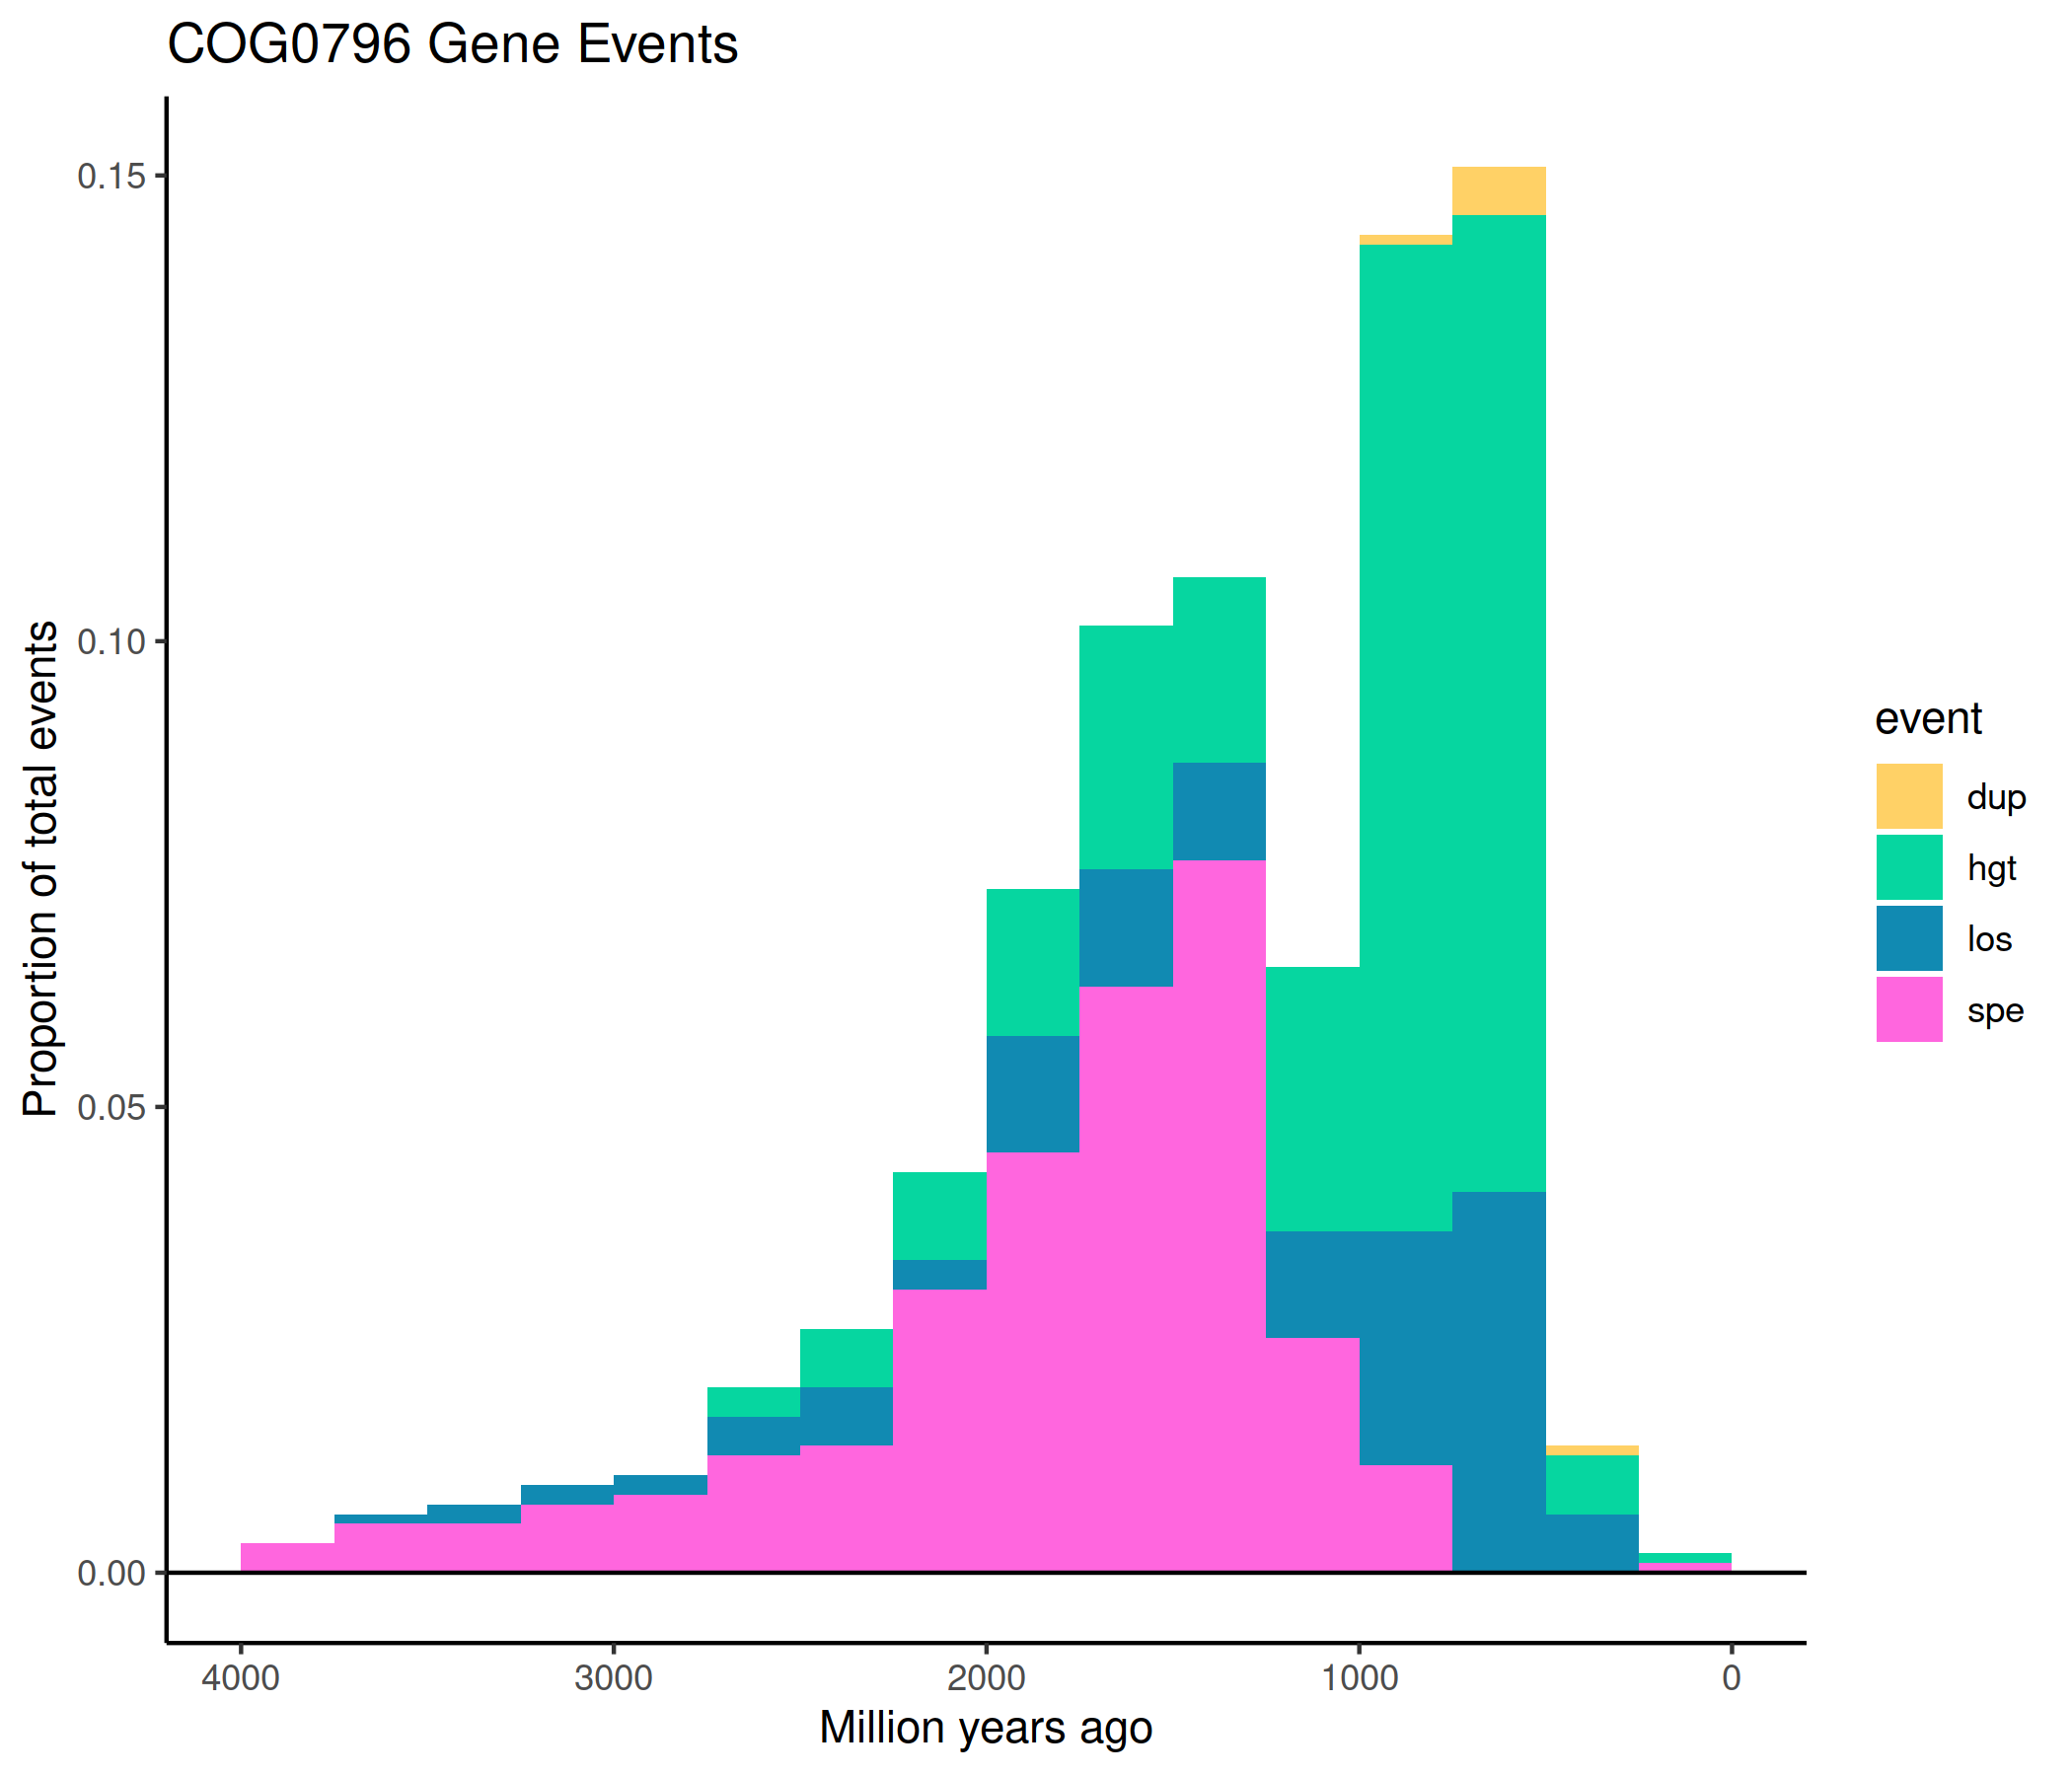 COG0796 Gene Events
Proportion of total events
0.15
0.10
0.05
0.00
4000 3000 2000 1000 0
Million years ago
event
dup
hgt
los
spe